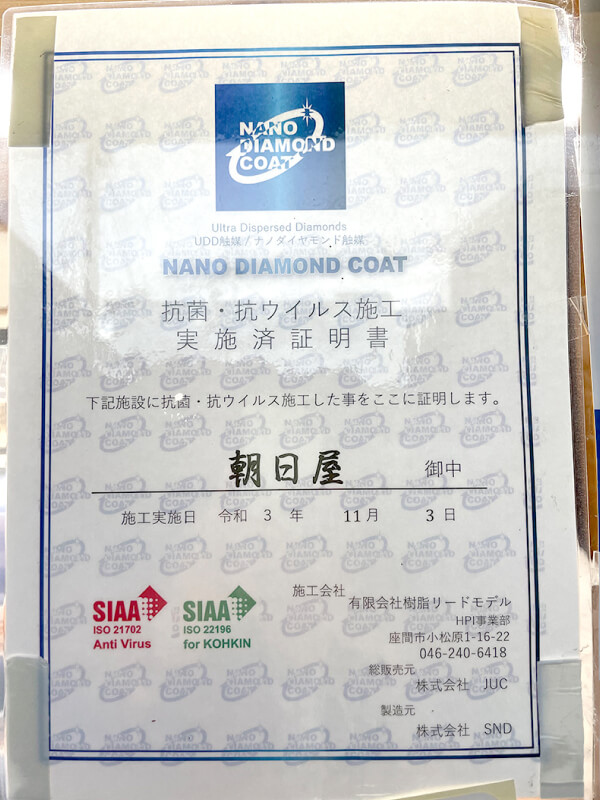 NANO
DIAMOND
COAT
Ultra Dispersed Diamonds
UDD触媒 / ナノダイヤモンド触媒
NANO DIAMOND COAT
抗菌・抗ウイルス施工
実施済証明書
下記施設に抗菌・抗ウイルス施工した事をここに証明します。
朝日屋 御中
施工実施日 令和 3 年 11月 3日
SIAA
ISO 21702
Anti Virus
SIAA
ISO 22196
for KOHKIN
施工会社
有限会社樹脂リードモデル
HPI事業部
座間市小松原1-16-22
046-240-6418
総販売元
株式会社 JUC
製造元
株式会社 SND